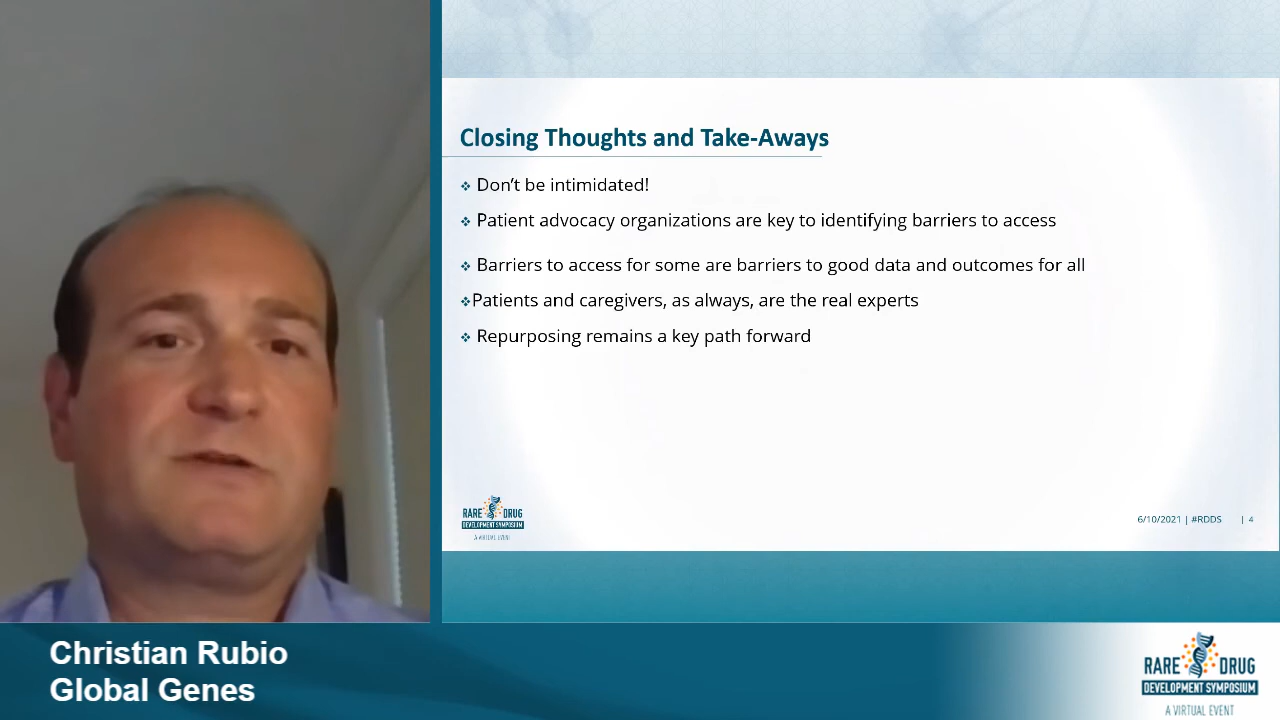 Closing Thoughts and Take-Aways
❖ Don't be intimidated!
❖ Patient advocacy organizations are key to identifying barriers to access
❖ Barriers to access for some are barriers to good data and outcomes for all
❖Patients and caregivers, as always, are the real experts
❖ Repurposing remains a key path forward
RARE DRUG
DEVELOPMENT SYMPOSIUM
A VIRTUAL EVENT
6/10/2021 | #RDDS | 4
Christian Rubio
Global Genes
RARE DRUG
DEVELOPMENT SYMPOSIUM
A VIRTUAL EVENT